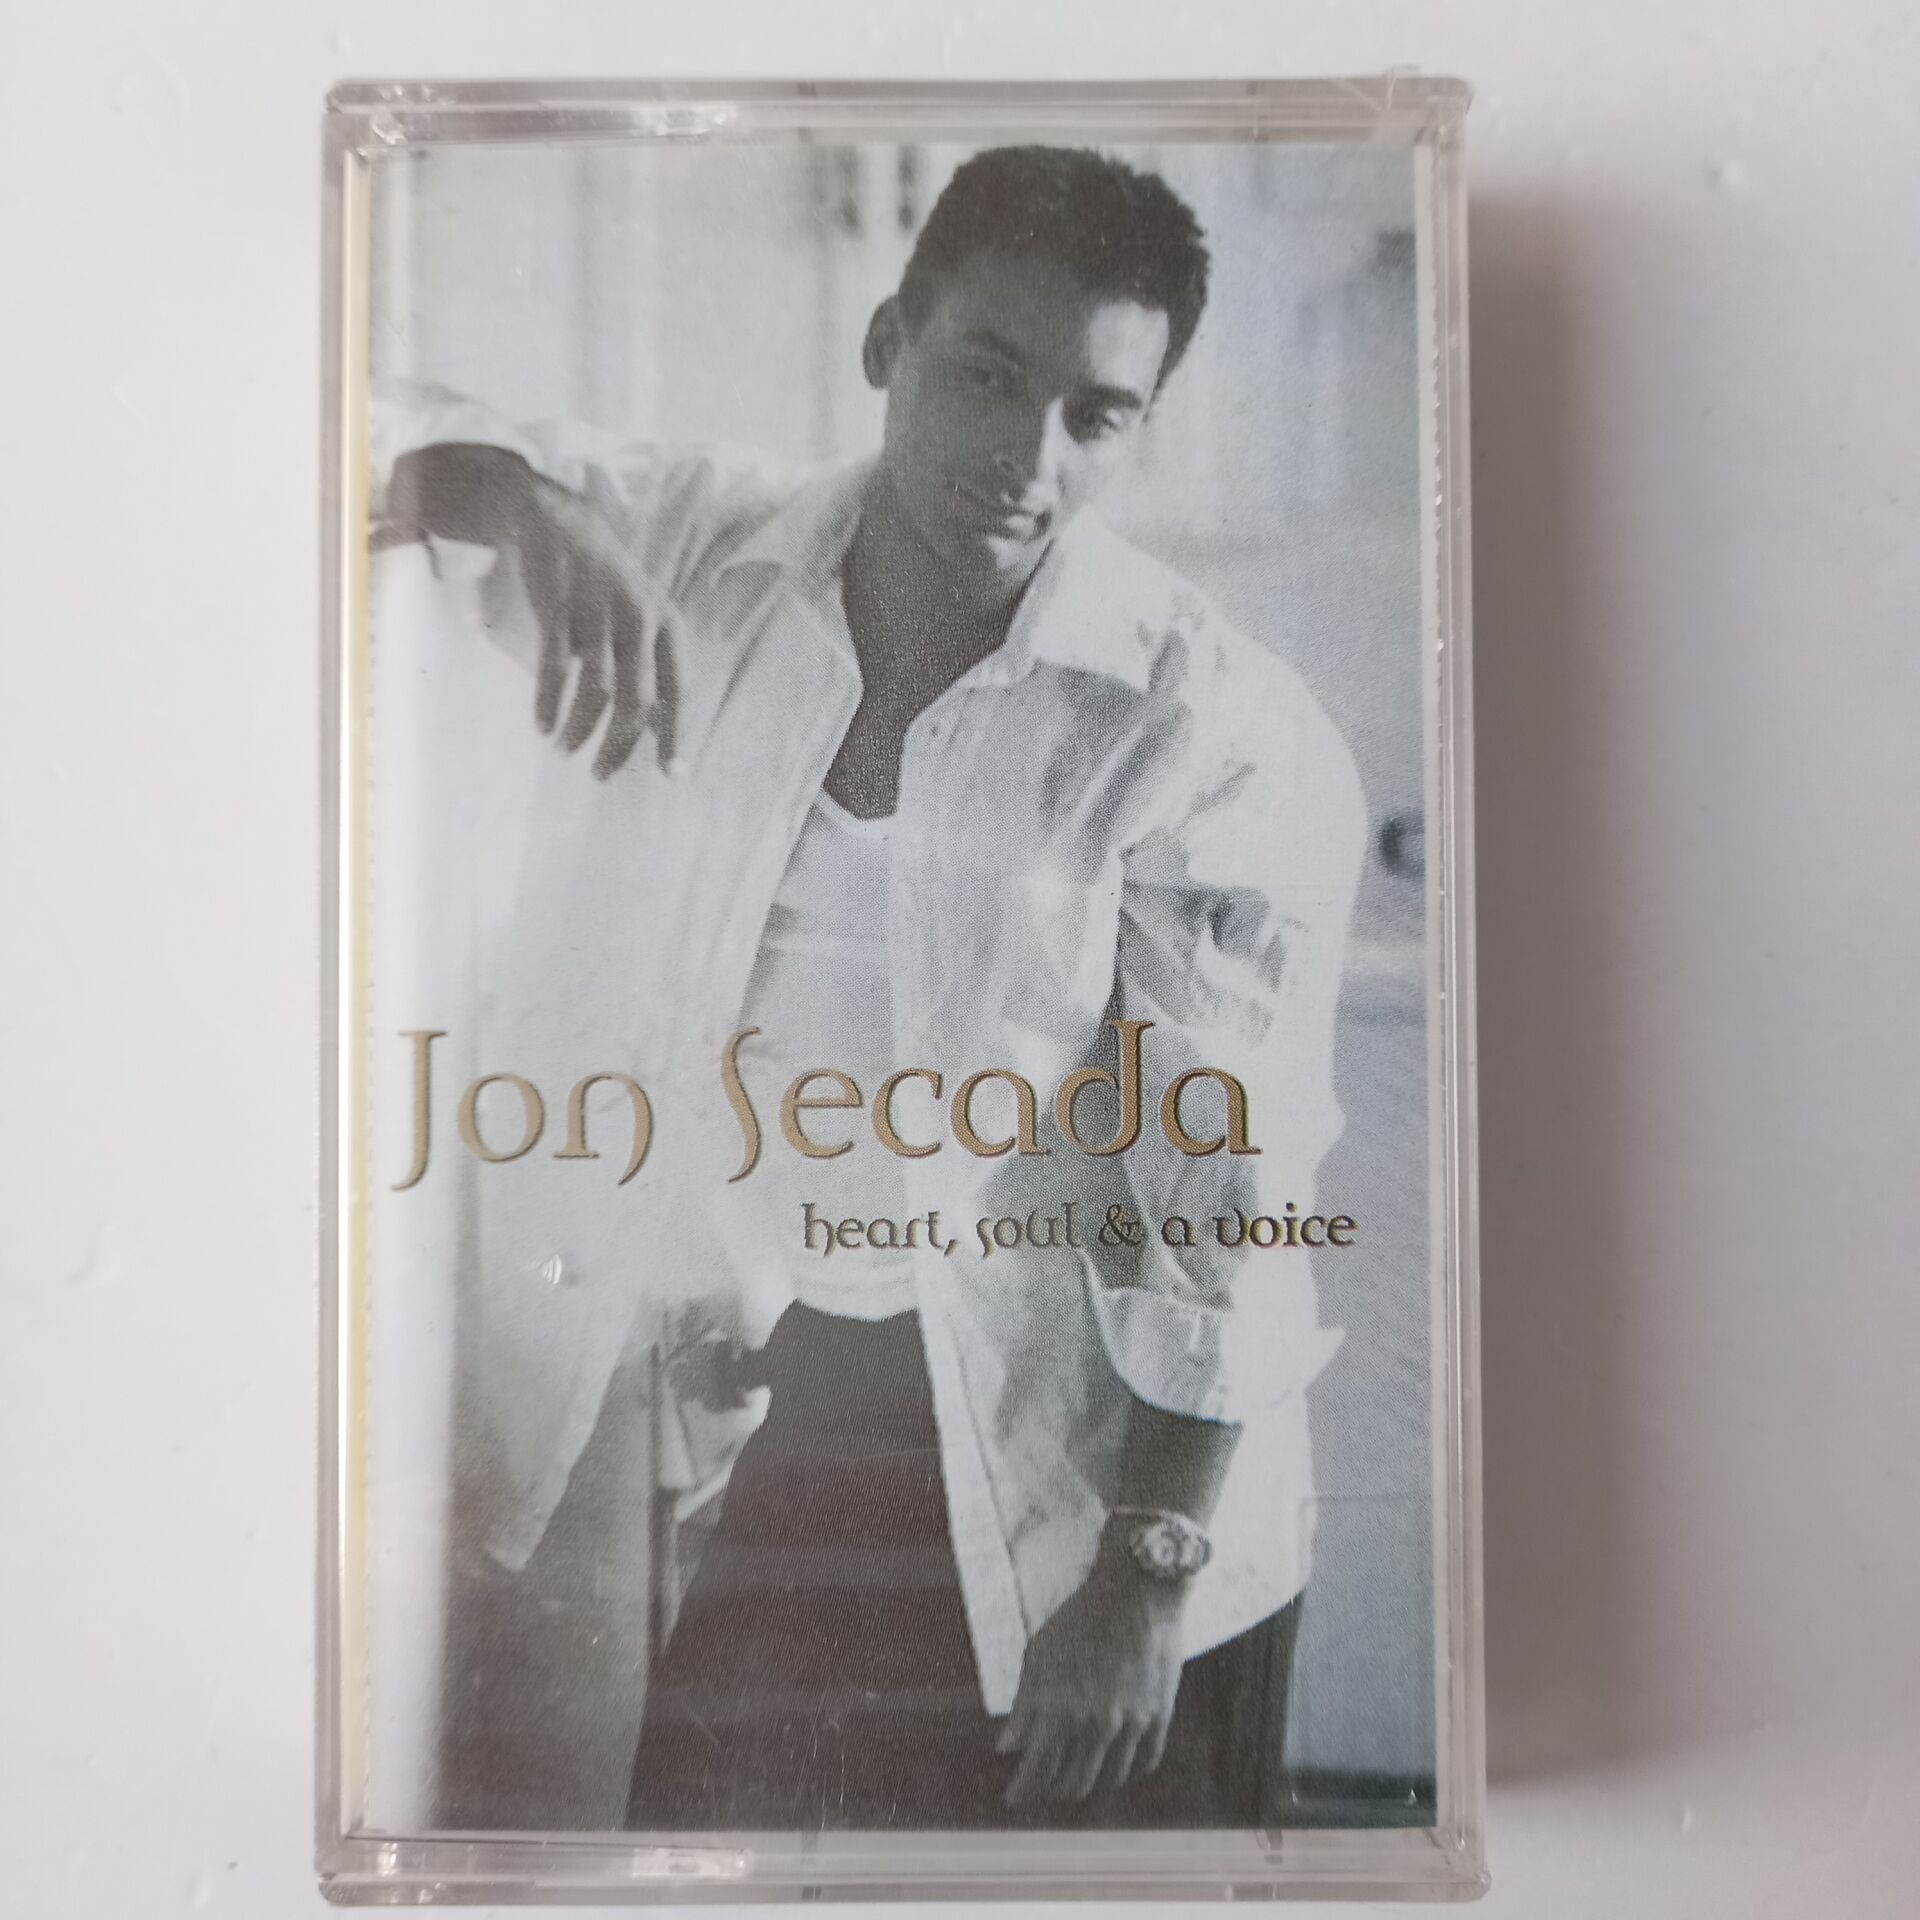 Jon Secada
heart, soul & a voice